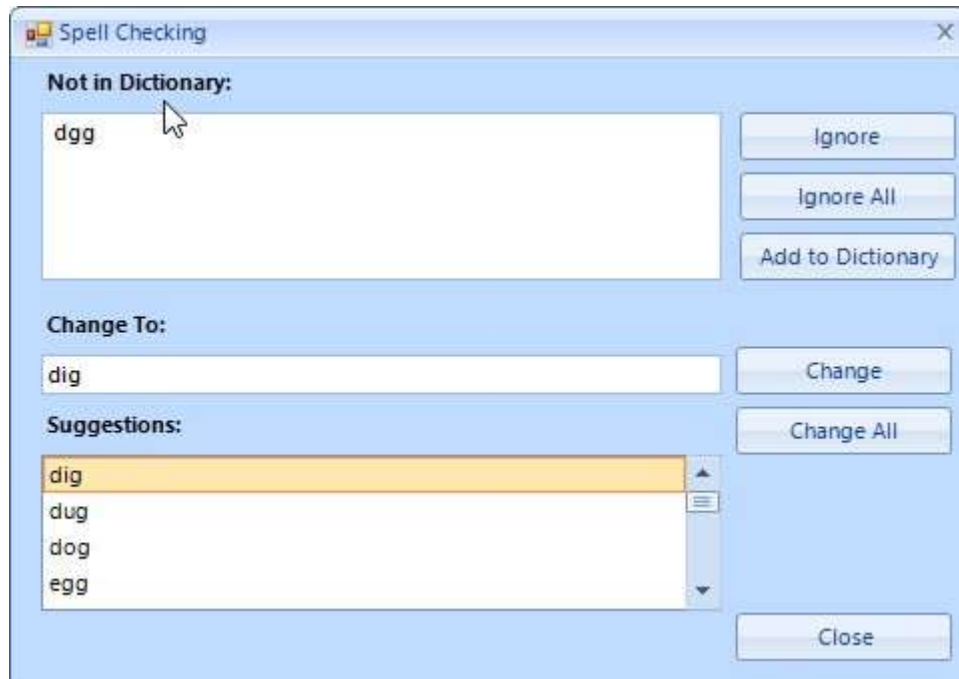 Spell Checking
Not in Dictionary:
dgg
Ignore
Ignore All
Add to Dictionary
Change To:
dig
Change
Suggestions:
Change All
dig
dug
dog
egg
Close